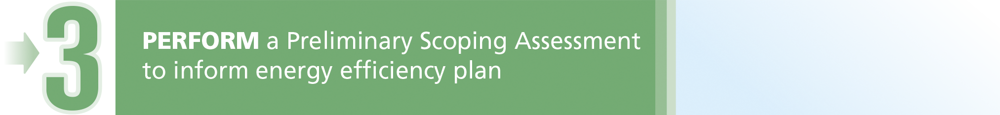 3
PERFORM a Preliminary Scoping Assessment
to inform energy efficiency plan